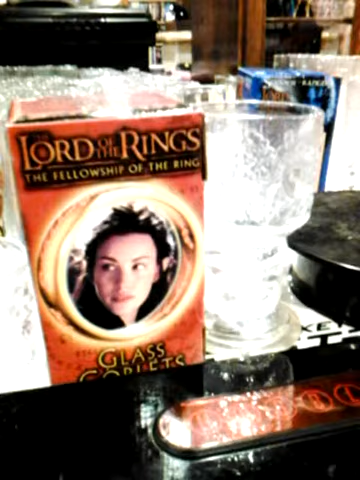 THE
LORD OF THE RINGS
THE FELLOWSHIP OF THE RING
GLASS
GOBLETS